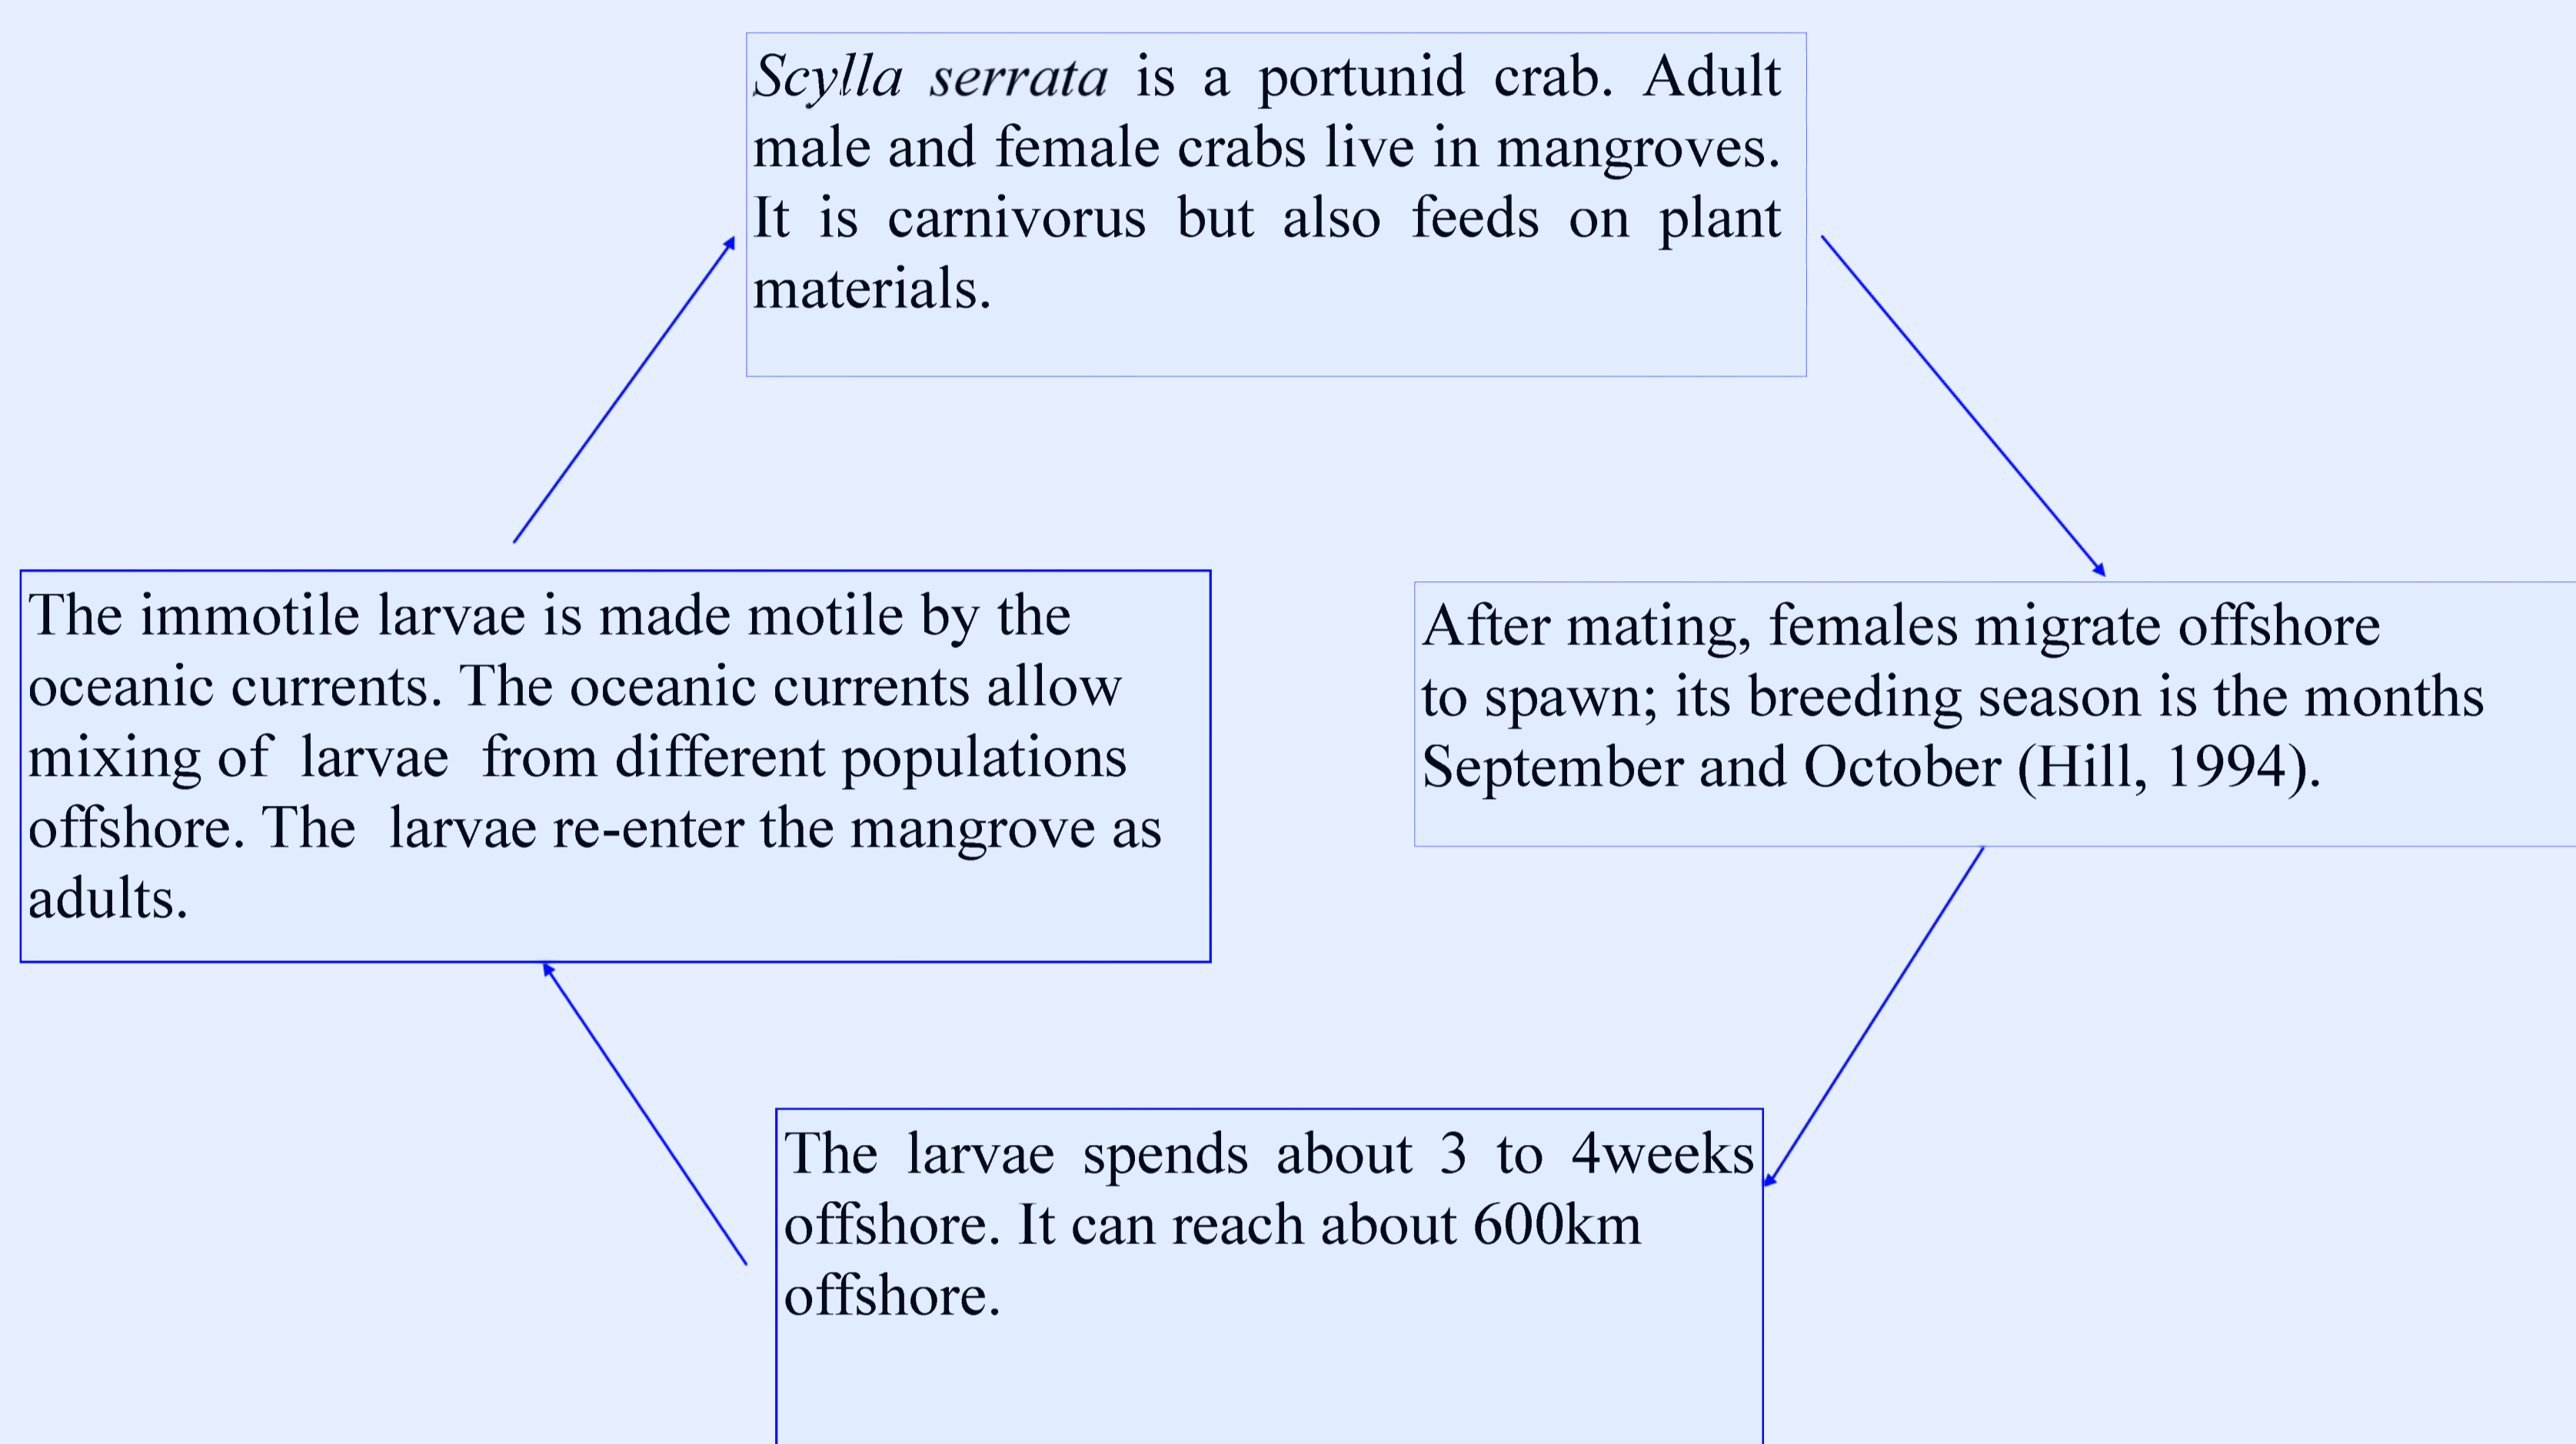 Scylla serrata is a portunid crab. Adult
male and female crabs live in mangroves.
It is carnivorus but also feeds on plant
materials.
The immotile larvae is made motile by the
oceanic currents. The oceanic currents allow
mixing of larvae from different populations
offshore. The larvae re-enter the mangrove as
adults.
After mating, females migrate offshore
to spawn; its breeding season is the months
September and October (Hill, 1994).
The larvae spends about 3 to 4weeks
offshore. It can reach about 600km
offshore.